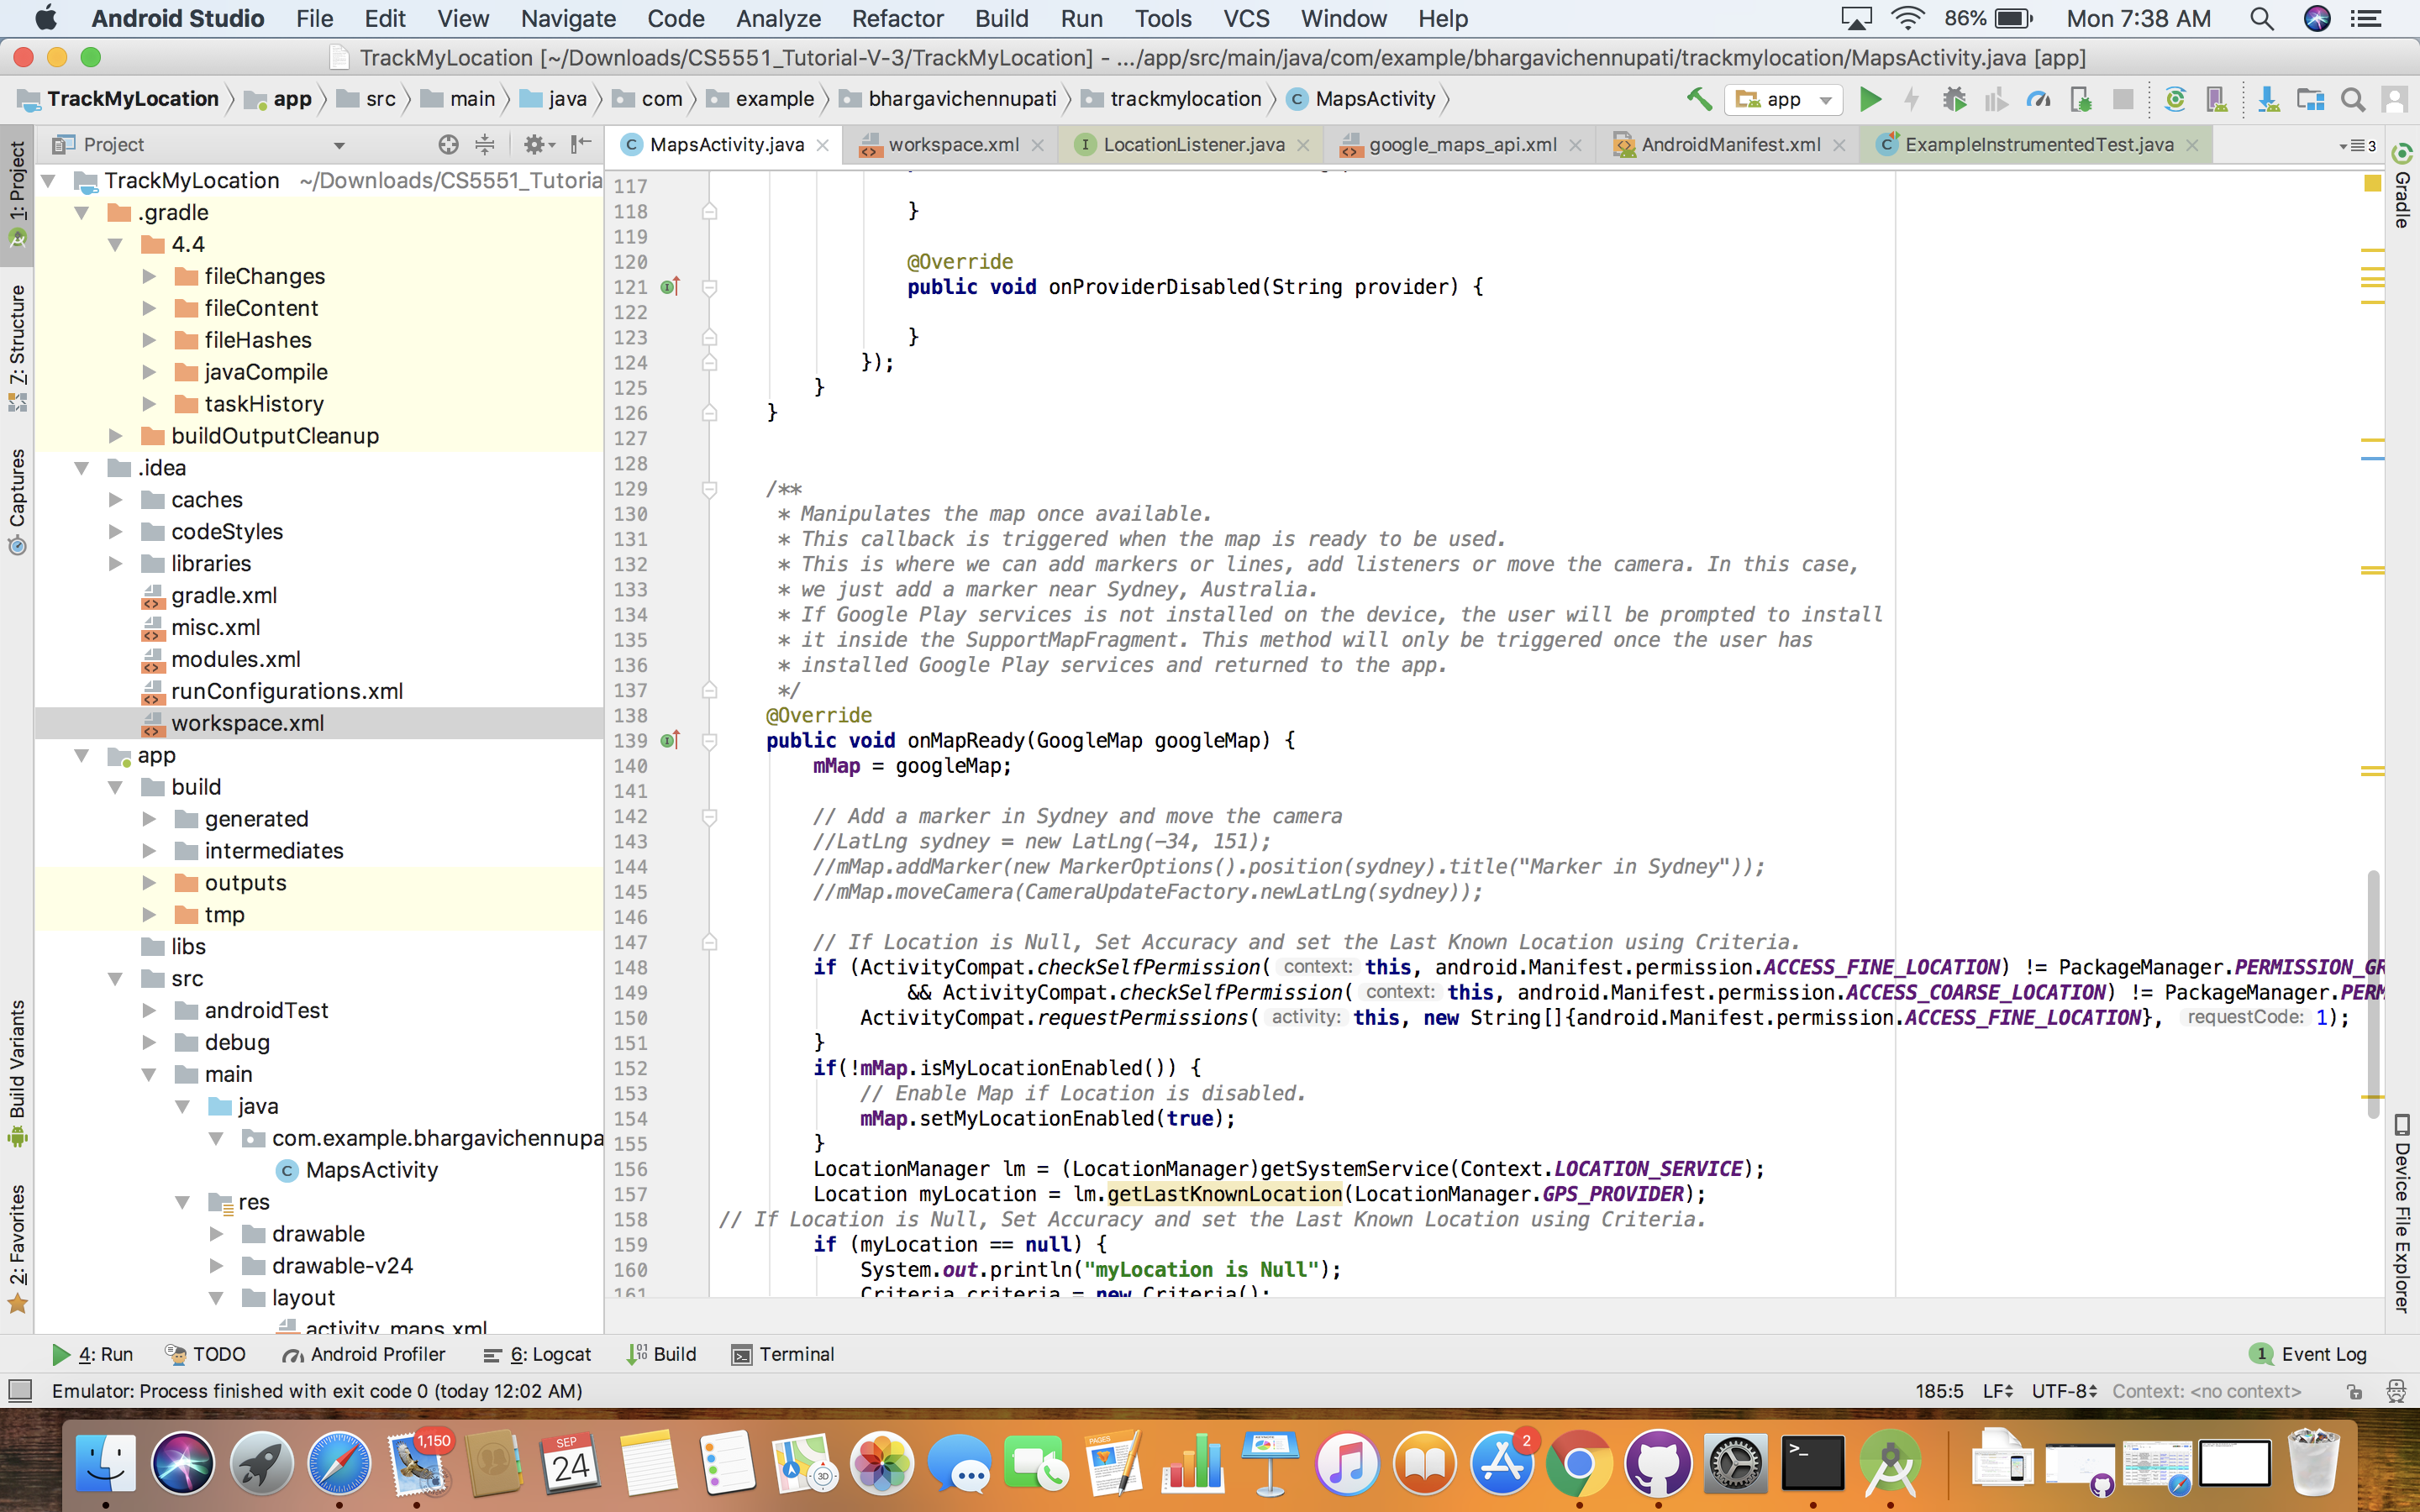 Android Studio File Edit View Navigate Code Analyze Refactor Build Run Tools VCS Window Help 86% Mon 7:38 AM
TrackMyLocation [~/Downloads/CS5551_Tutorial-V-3/TrackMyLocation] - .../app/src/main/java/com/example/bhargavichennupati/trackmylocation/MapsActivity.java [app]
TrackMyLocation app src main java com example bhargavichennupati trackmylocation MapsActivity app
Project MapsActivity.java workspace.xml LocationListener.java google_maps_api.xml AndroidManifest.xml ExampleInstrumentedTest.java 3
1: Project
Z: Structure
Captures
Build Variants
2: Favorites
TrackMyLocation ~/Downloads/CS5551_Tutoria
.gradle
4.4
fileChanges
fileContent
fileHashes
javaCompile
taskHistory
buildOutputCleanup
.idea
caches
codeStyles
libraries
gradle.xml
misc.xml
modules.xml
runConfigurations.xml
workspace.xml
app
build
generated
intermediates
outputs
tmp
libs
src
androidTest
debug
main
java
com.example.bhargavichennupa
MapsActivity
res
drawable
drawable-v24
layout
activity_maps.xml
117
118 }
119
120 @Override
121 public void onProviderDisabled(String provider) {
122
123 }
124 });
125 }
126 }
127
128
129 /**
130 * Manipulates the map once available.
131 * This callback is triggered when the map is ready to be used.
132 * This is where we can add markers or lines, add listeners or move the camera. In this case,
133 * we just add a marker near Sydney, Australia.
134 * If Google Play services is not installed on the device, the user will be prompted to install
135 * it inside the SupportMapFragment. This method will only be triggered once the user has
136 * installed Google Play services and returned to the app.
137 */
138 @Override
139 public void onMapReady(GoogleMap googleMap) {
140 mMap = googleMap;
141
142 // Add a marker in Sydney and move the camera
143 //LatLng sydney = new LatLng(-34, 151);
144 //mMap.addMarker(new MarkerOptions().position(sydney).title("Marker in Sydney"));
145 //mMap.moveCamera(CameraUpdateFactory.newLatLng(sydney));
146
147 // If Location is Null, Set Accuracy and set the Last Known Location using Criteria.
148 if (ActivityCompat.checkSelfPermission( context: this, android.Manifest.permission.ACCESS_FINE_LOCATION) != PackageManager.PERMISSION_GR
149 && ActivityCompat.checkSelfPermission( context: this, android.Manifest.permission.ACCESS_COARSE_LOCATION) != PackageManager.PERM
150 ActivityCompat.requestPermissions( activity: this, new String[]{android.Manifest.permission.ACCESS_FINE_LOCATION}, requestCode: 1);
151 }
152 if(!mMap.isMyLocationEnabled()) {
153 // Enable Map if Location is disabled.
154 mMap.setMyLocationEnabled(true);
155 }
156 LocationManager lm = (LocationManager)getSystemService(Context.LOCATION_SERVICE);
157 Location myLocation = lm.getLastKnownLocation(LocationManager.GPS_PROVIDER);
158 // If Location is Null, Set Accuracy and set the Last Known Location using Criteria.
159 if (myLocation == null) {
160 System.out.println("myLocation is Null");
161 Criteria criteria = new Criteria();
Gradle
Device File Explorer
4: Run TODO Android Profiler 6: Logcat Build Terminal 1 Event Log
Emulator: Process finished with exit code 0 (today 12:02 AM) 185:5 LF UTF-8 Context: <no context>
1,150 SEP 24 3D PAGES 2 >_